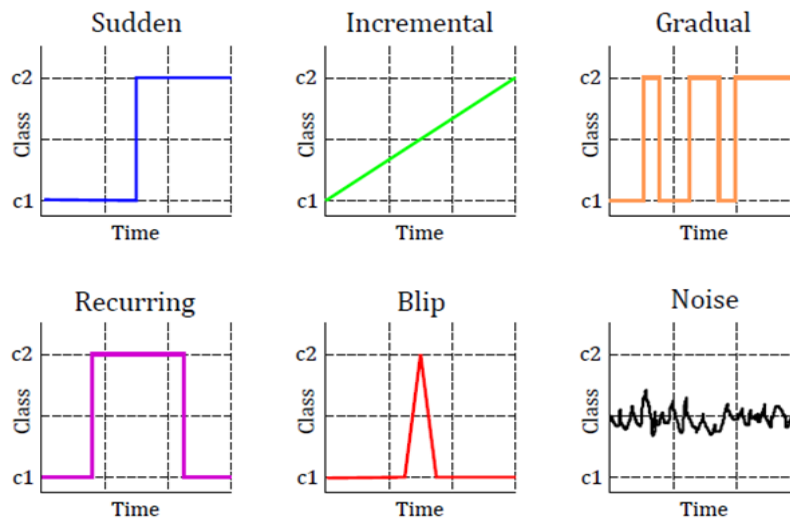 Sudden
Incremental
Gradual
c2
Class
c1
Time
c2
Class
c1
Time
c2
Class
c1
Time
Recurring
Blip
Noise
c2
Class
c1
Time
c2
Class
c1
Time
c2
Class
c1
Time